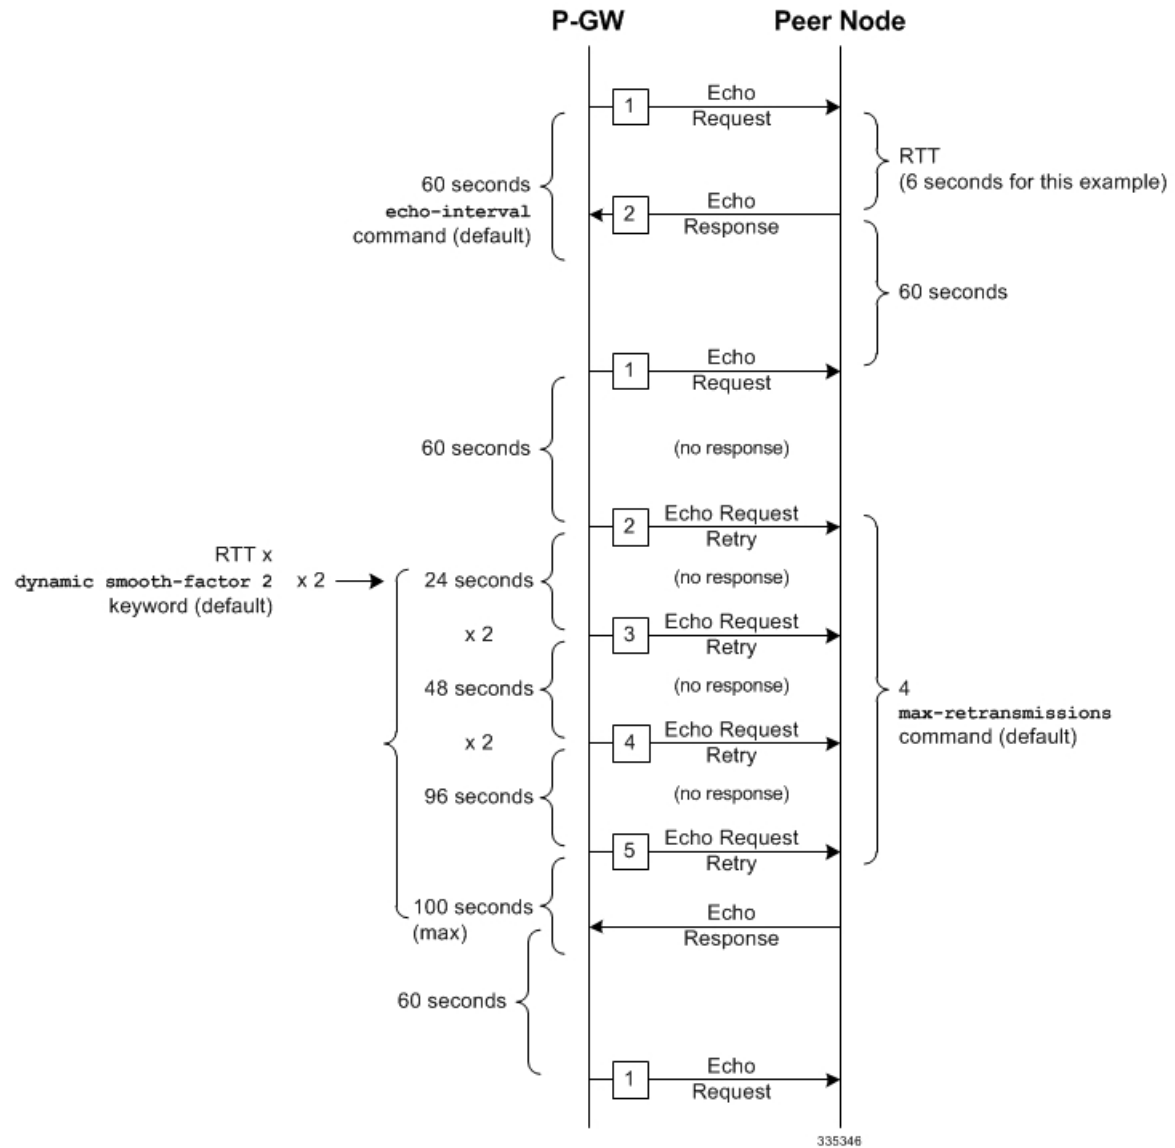 P-GW
Peer Node
1
Echo
Request
RTT
(6 seconds for this example)
60 seconds
echo-interval
command (default)
2
Echo
Response
60 seconds
1
Echo
Request
60 seconds
(no response)
2
Echo Request
Retry
RTT x
dynamic smooth-factor 2
keyword (default)
x 2
24 seconds
(no response)
x 2
3
Echo Request
Retry
48 seconds
(no response)
4
max-retransmissions
command (default)
x 2
4
Echo Request
Retry
96 seconds
(no response)
5
Echo Request
Retry
100 seconds
(max)
Echo
Response
60 seconds
1
Echo
Request
335346